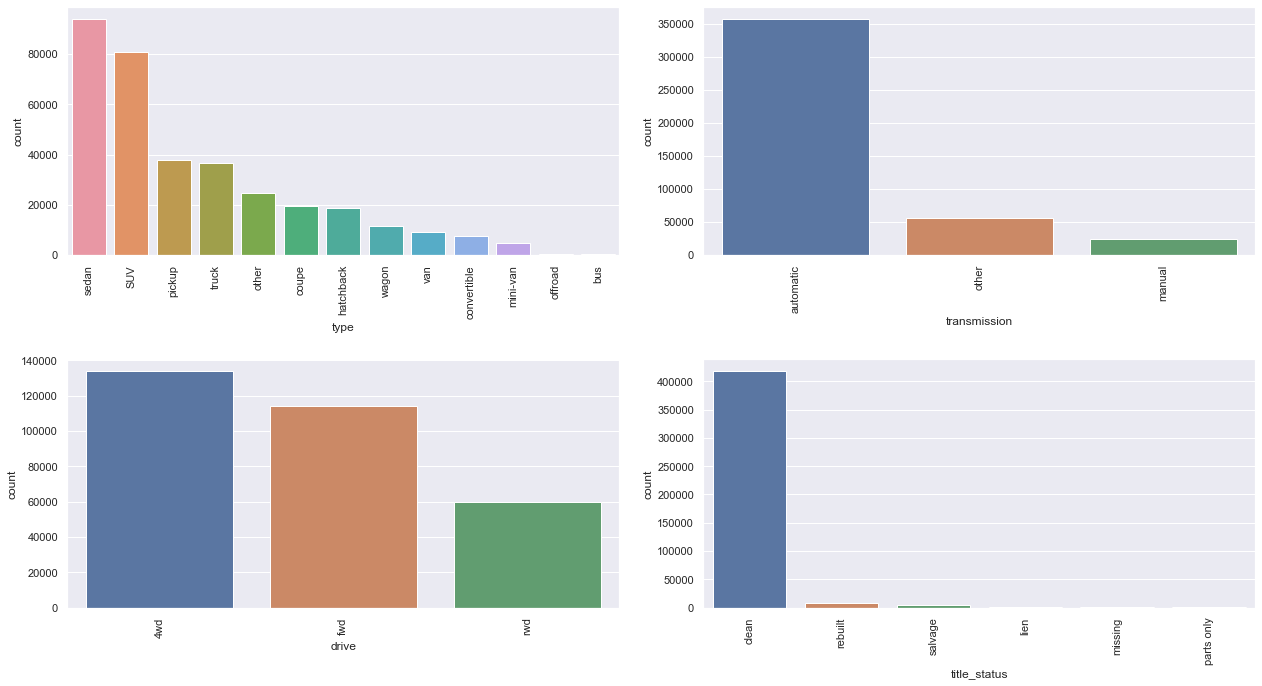 count
80000
60000
40000
20000
0
sedan
SUV
pickup
truck
other
coupe
hatchback
wagon
van
convertible
mini-van
offroad
bus
type
count
350000
300000
250000
200000
150000
100000
50000
0
automatic
other
manual
transmission
count
140000
120000
100000
80000
60000
40000
20000
0
4wd
fwd
rwd
drive
count
400000
350000
300000
250000
200000
150000
100000
50000
0
clean
rebuilt
salvage
lien
missing
parts only
title_status